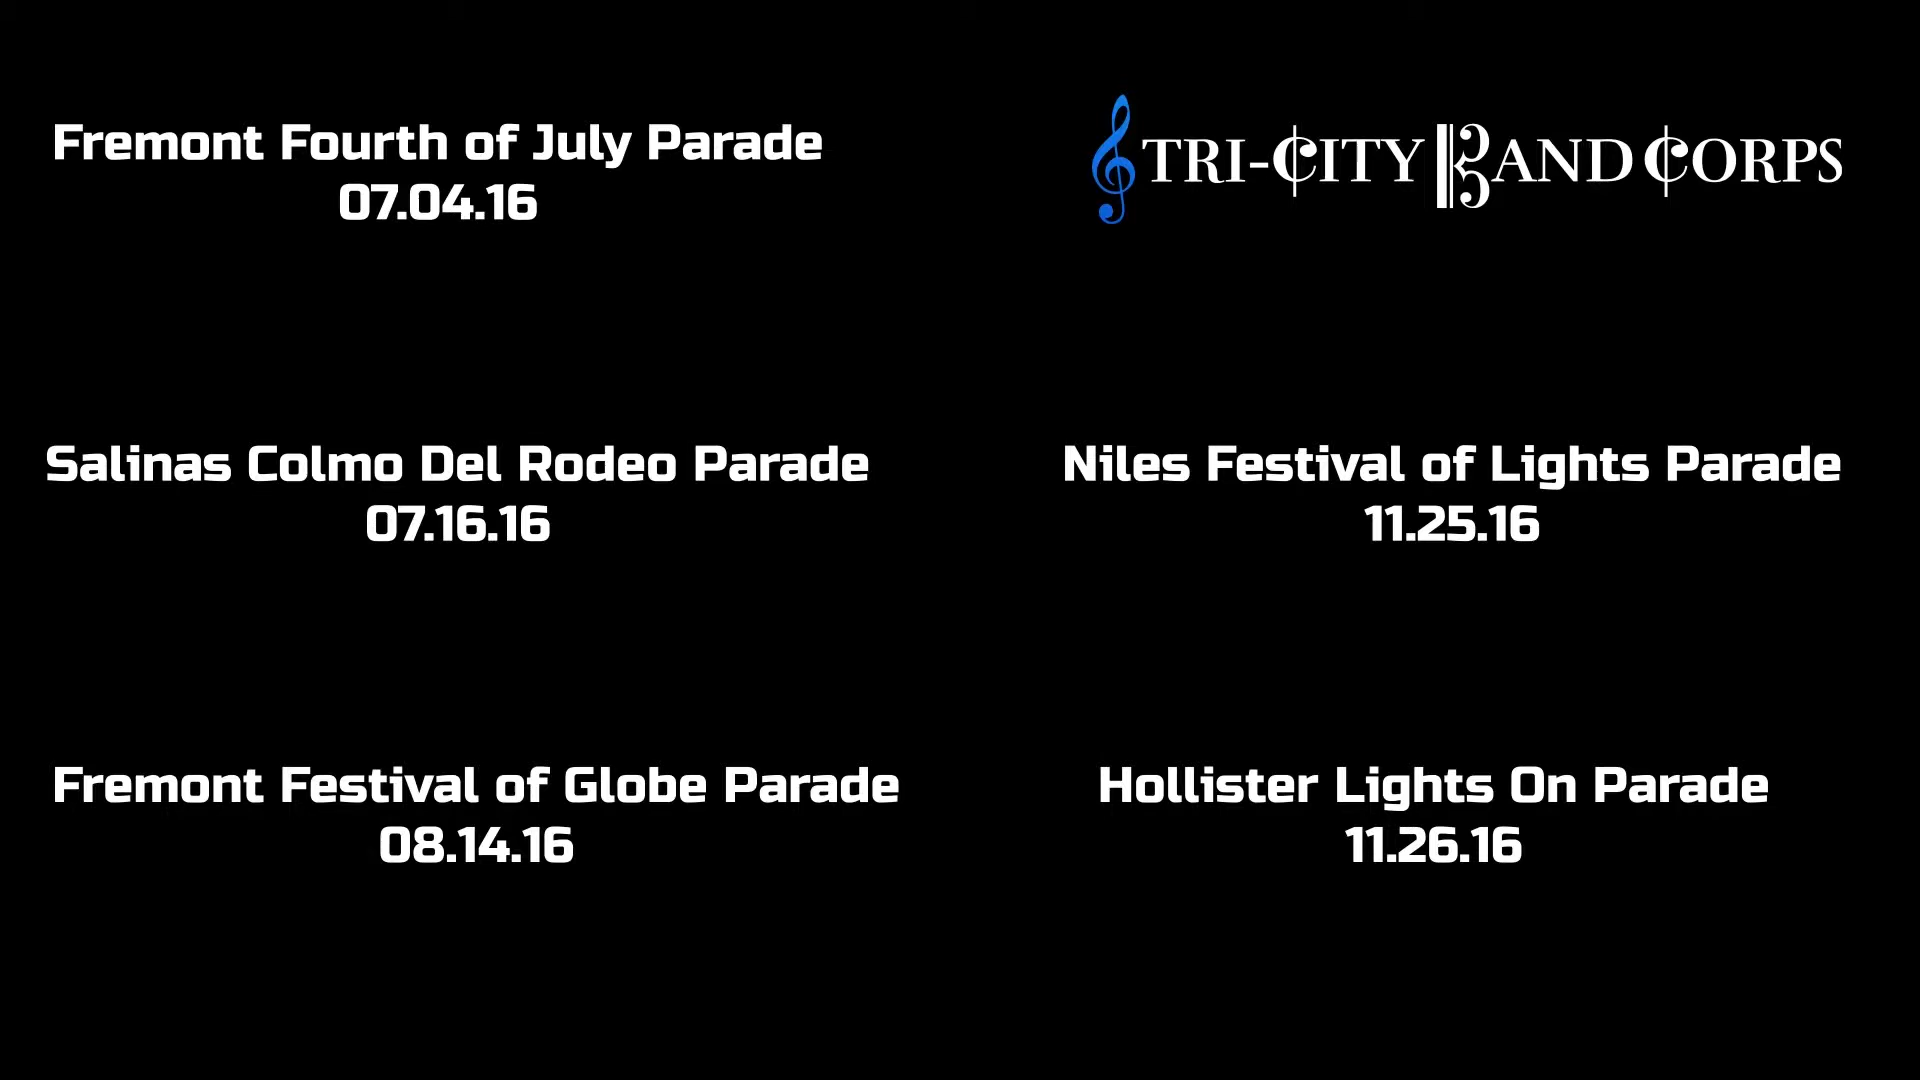 Fremont Fourth of July Parade
07.04.16
TRI-CITY BAND CORPS
Salinas Colmo Del Rodeo Parade
07.16.16
Niles Festival of Lights Parade
11.25.16
Fremont Festival of Globe Parade
08.14.16
Hollister Lights On Parade
11.26.16